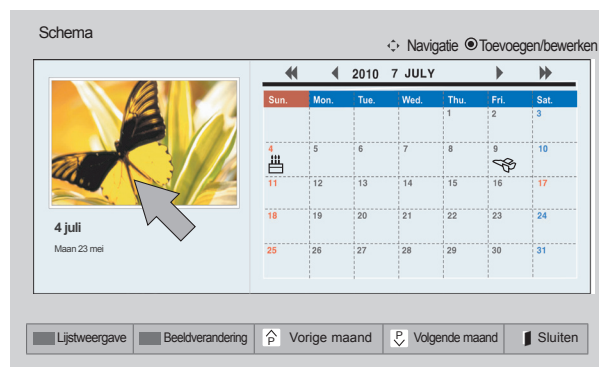 Schema
Navigatie Toevoegen/bewerken
2010 7 JULY
Sun. Mon. Tue. Wed. Thu. Fri. Sat.
1 2 3
4 5 6 7 8 9 10
11 12 13 14 15 16 17
18 19 20 21 22 23 24
25 26 27 28 29 30 31
4 juli
Maan 23 mei
Lijstweergave Beeldverandering P Vorige maand P Volgende maand Sluiten